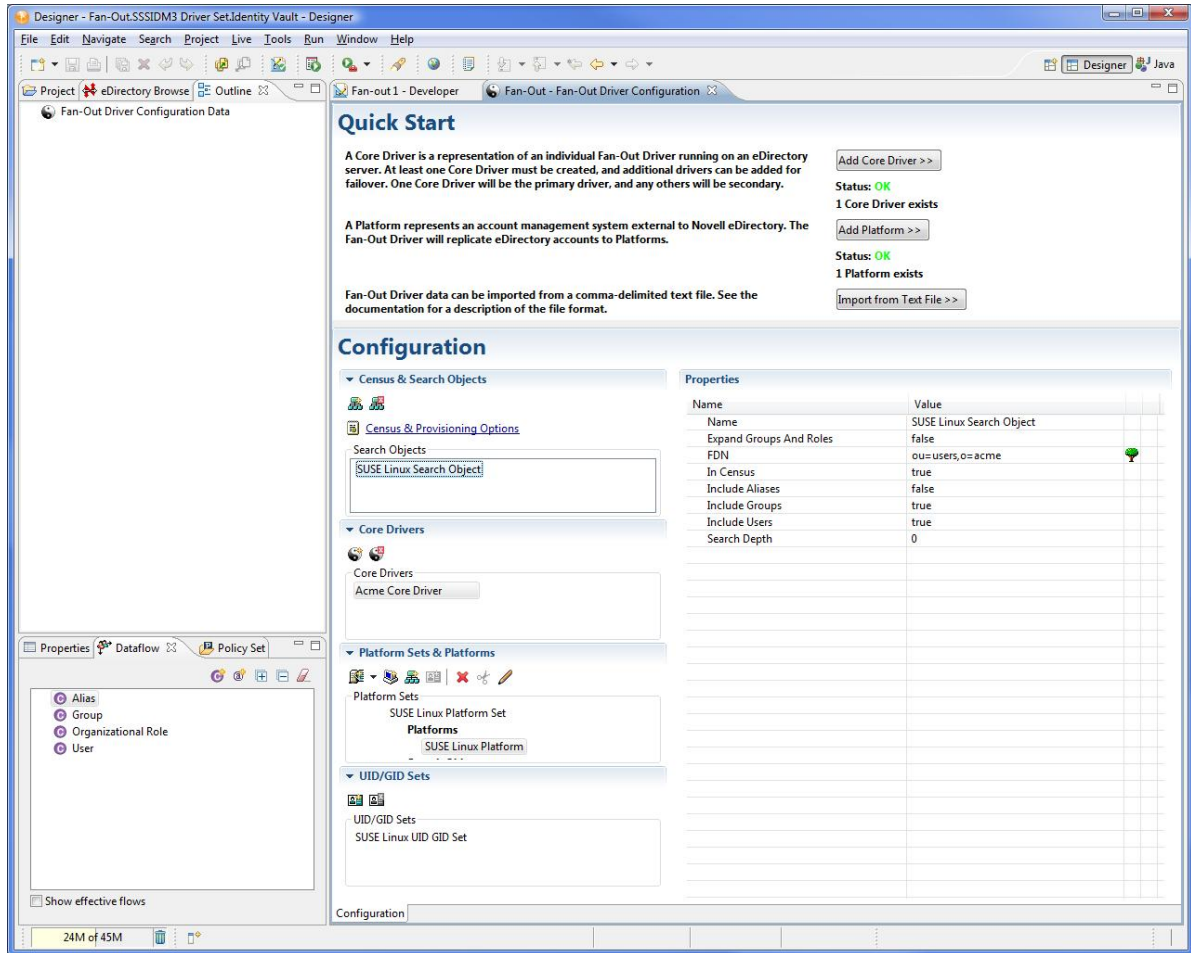 Designer - Fan-Out.SSSIDM3 Driver Set.Identity Vault - Designer
File Edit Navigate Search Project Live Tools Run Window Help
Designer Java
Project eDirectory Browse Outline
Fan-out 1 - Developer Fan-Out - Fan-Out Driver Configuration
Fan-Out Driver Configuration Data
Quick Start
A Core Driver is a representation of an individual Fan-Out Driver running on an eDirectory
server. At least one Core Driver must be created, and additional drivers can be added for
failover. One Core Driver will be the primary driver, and any others will be secondary.
Add Core Driver >>
Status: OK
1 Core Driver exists
A Platform represents an account management system external to Novell eDirectory. The
Fan-Out Driver will replicate eDirectory accounts to Platforms.
Add Platform >>
Status: OK
1 Platform exists
Fan-Out Driver data can be imported from a comma-delimited text file. See the
documentation for a description of the file format.
Import from Text File >>
Configuration
Census & Search Objects
Census & Provisioning Options
Search Objects
SUSE Linux Search Object
Core Drivers
Core Drivers
Acme Core Driver
Platform Sets & Platforms
Platform Sets
SUSE Linux Platform Set
Platforms
SUSE Linux Platform
UID/GID Sets
UID/GID Sets
SUSE Linux UID GID Set
Properties
Name Value
Name SUSE Linux Search Object
Expand Groups And Roles false
FDN ou=users,o=acme
In Census true
Include Aliases false
Include Groups true
Include Users true
Search Depth 0
Configuration
Properties Dataflow Policy Set
Alias
Group
Organizational Role
User
Show effective flows
24M of 45M